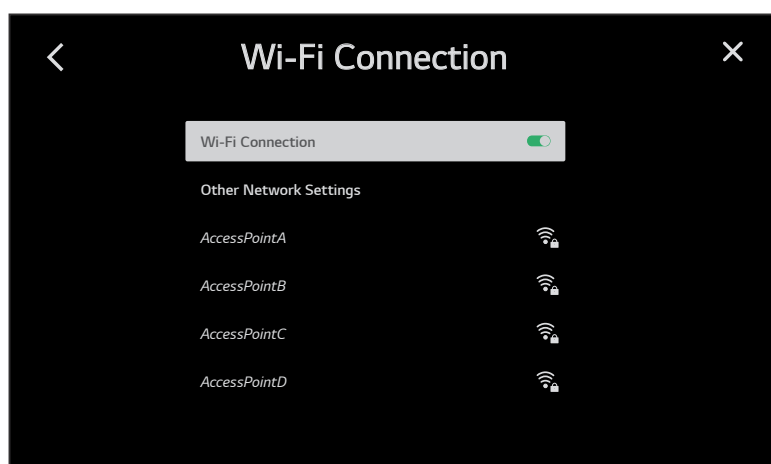 Wi-Fi Connection
Wi-Fi Connection
Other Network Settings
AccessPointA
AccessPointB
AccessPointC
AccessPointD